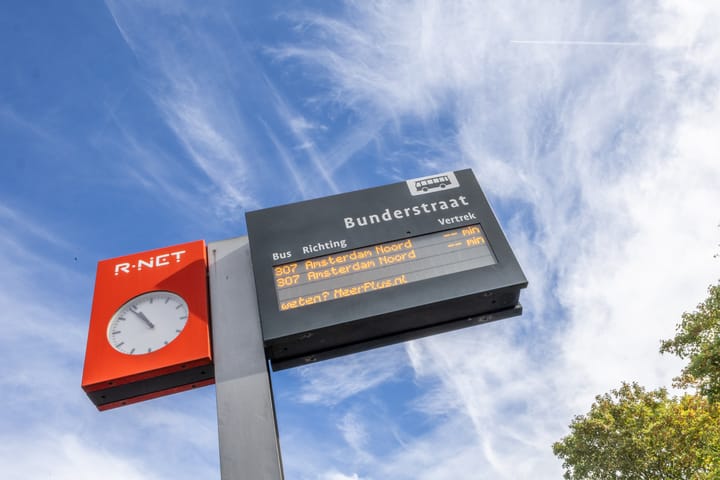 R-NET
Bunderstraat
Bus Richting Vertrek
307 Amsterdam Noord -- min
307 Amsterdam Noord -- min
weten? MeerPlus.nl